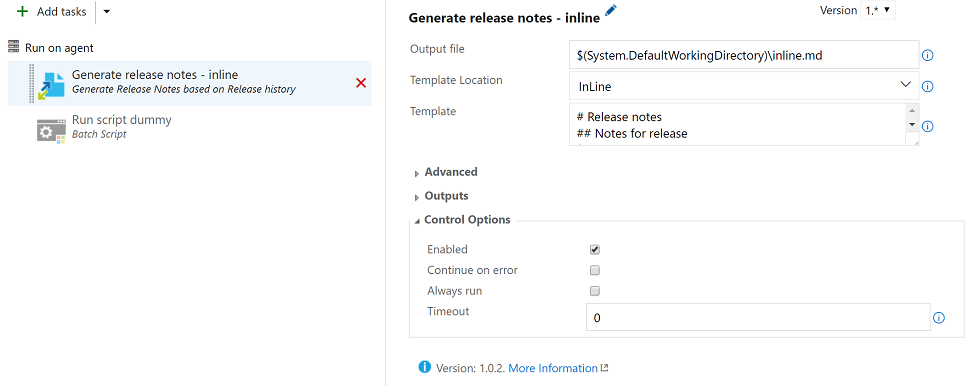 + Add tasks
Run on agent
Generate release notes - inline
Generate Release Notes based on Release history
Run script dummy
Batch Script
Generate release notes - inline
Version 1.*
Output file
$(System.DefaultWorkingDirectory)\inline.md
Template Location
InLine
Template
# Release notes
## Notes for release
Advanced
Outputs
Control Options
Enabled
Continue on error
Always run
Timeout
0
Version: 1.0.2. More Information